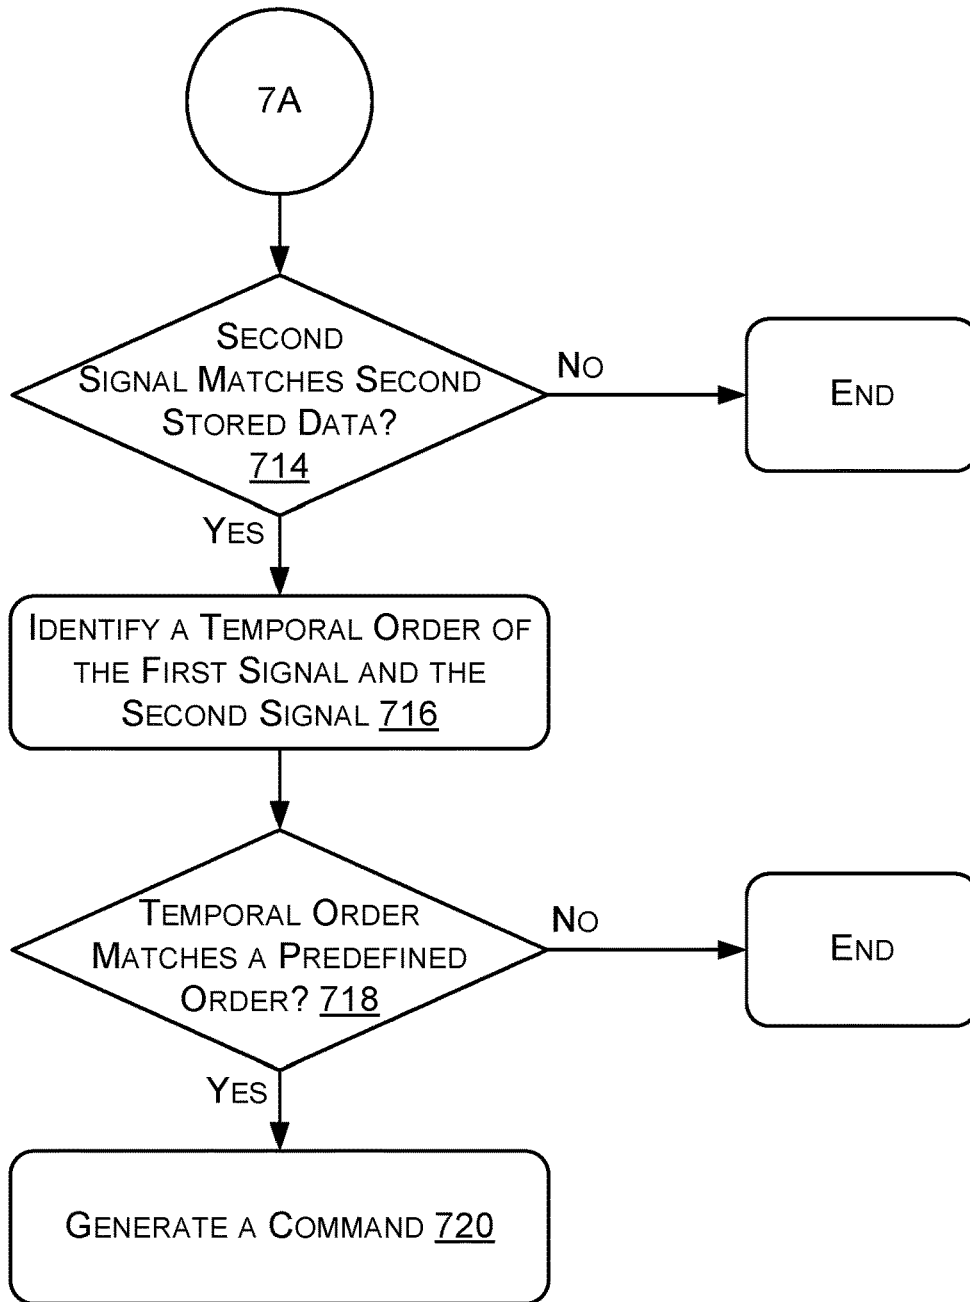 7A
SECOND
SIGNAL MATCHES SECOND
STORED DATA?
714
NO
END
YES
IDENTIFY A TEMPORAL ORDER OF
THE FIRST SIGNAL AND THE
SECOND SIGNAL 716
TEMPORAL ORDER
MATCHES A PREDEFINED
ORDER? 718
NO
END
YES
GENERATE A COMMAND 720